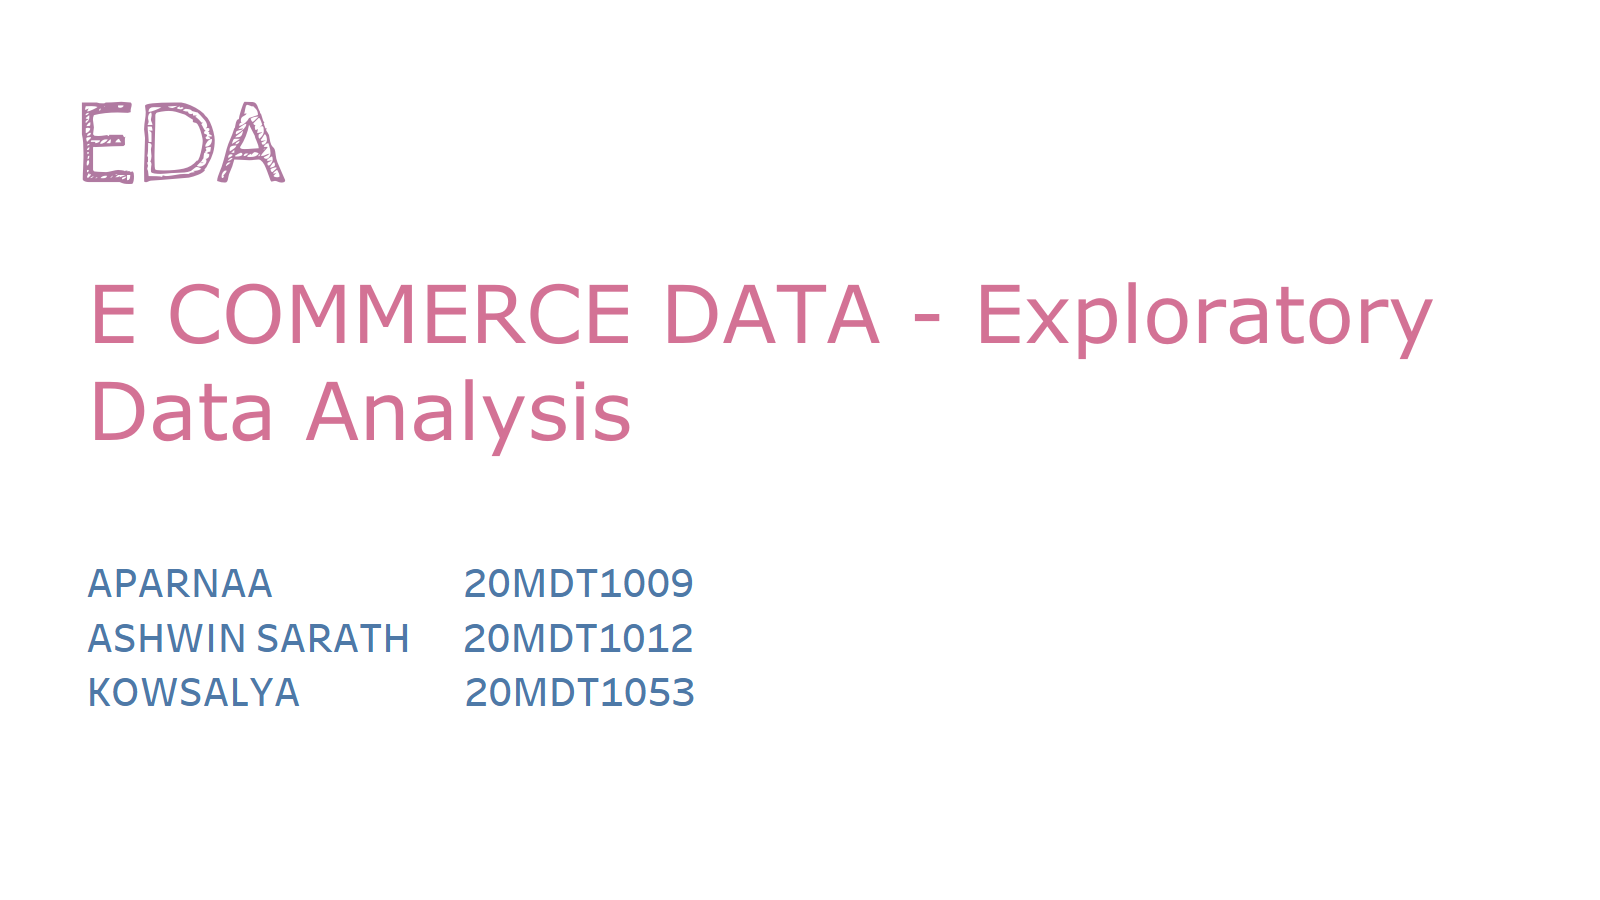 EDA
E COMMERCE DATA - Exploratory
Data Analysis
APARNAA 20MDT1009
ASHWIN SARATH 20MDT1012
KOWSALYA 20MDT1053